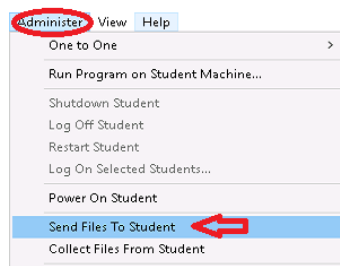 Administer View Help
One to One >
Run Program on Student Machine...
Shutdown Student
Log Off Student
Restart Student
Log On Selected Students...
Power On Student
Send Files To Student
Collect Files From Student